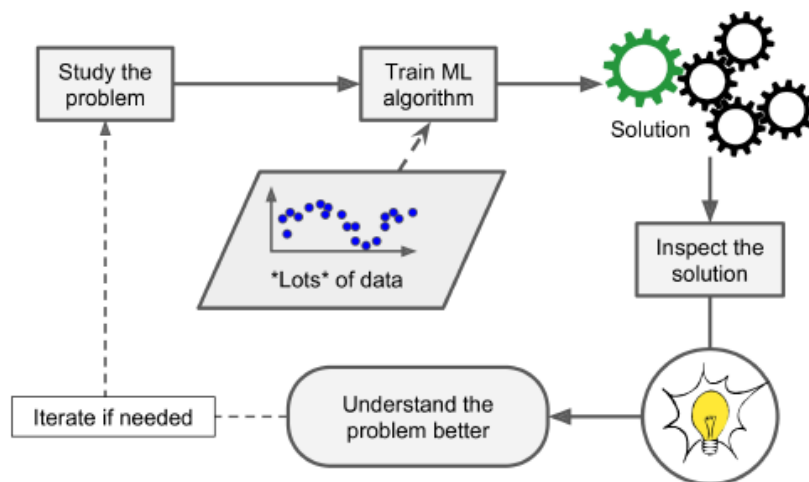 Study the
problem
Train ML
algorithm
Solution
*Lots* of data
Inspect the
solution
Understand the
problem better
Iterate if needed